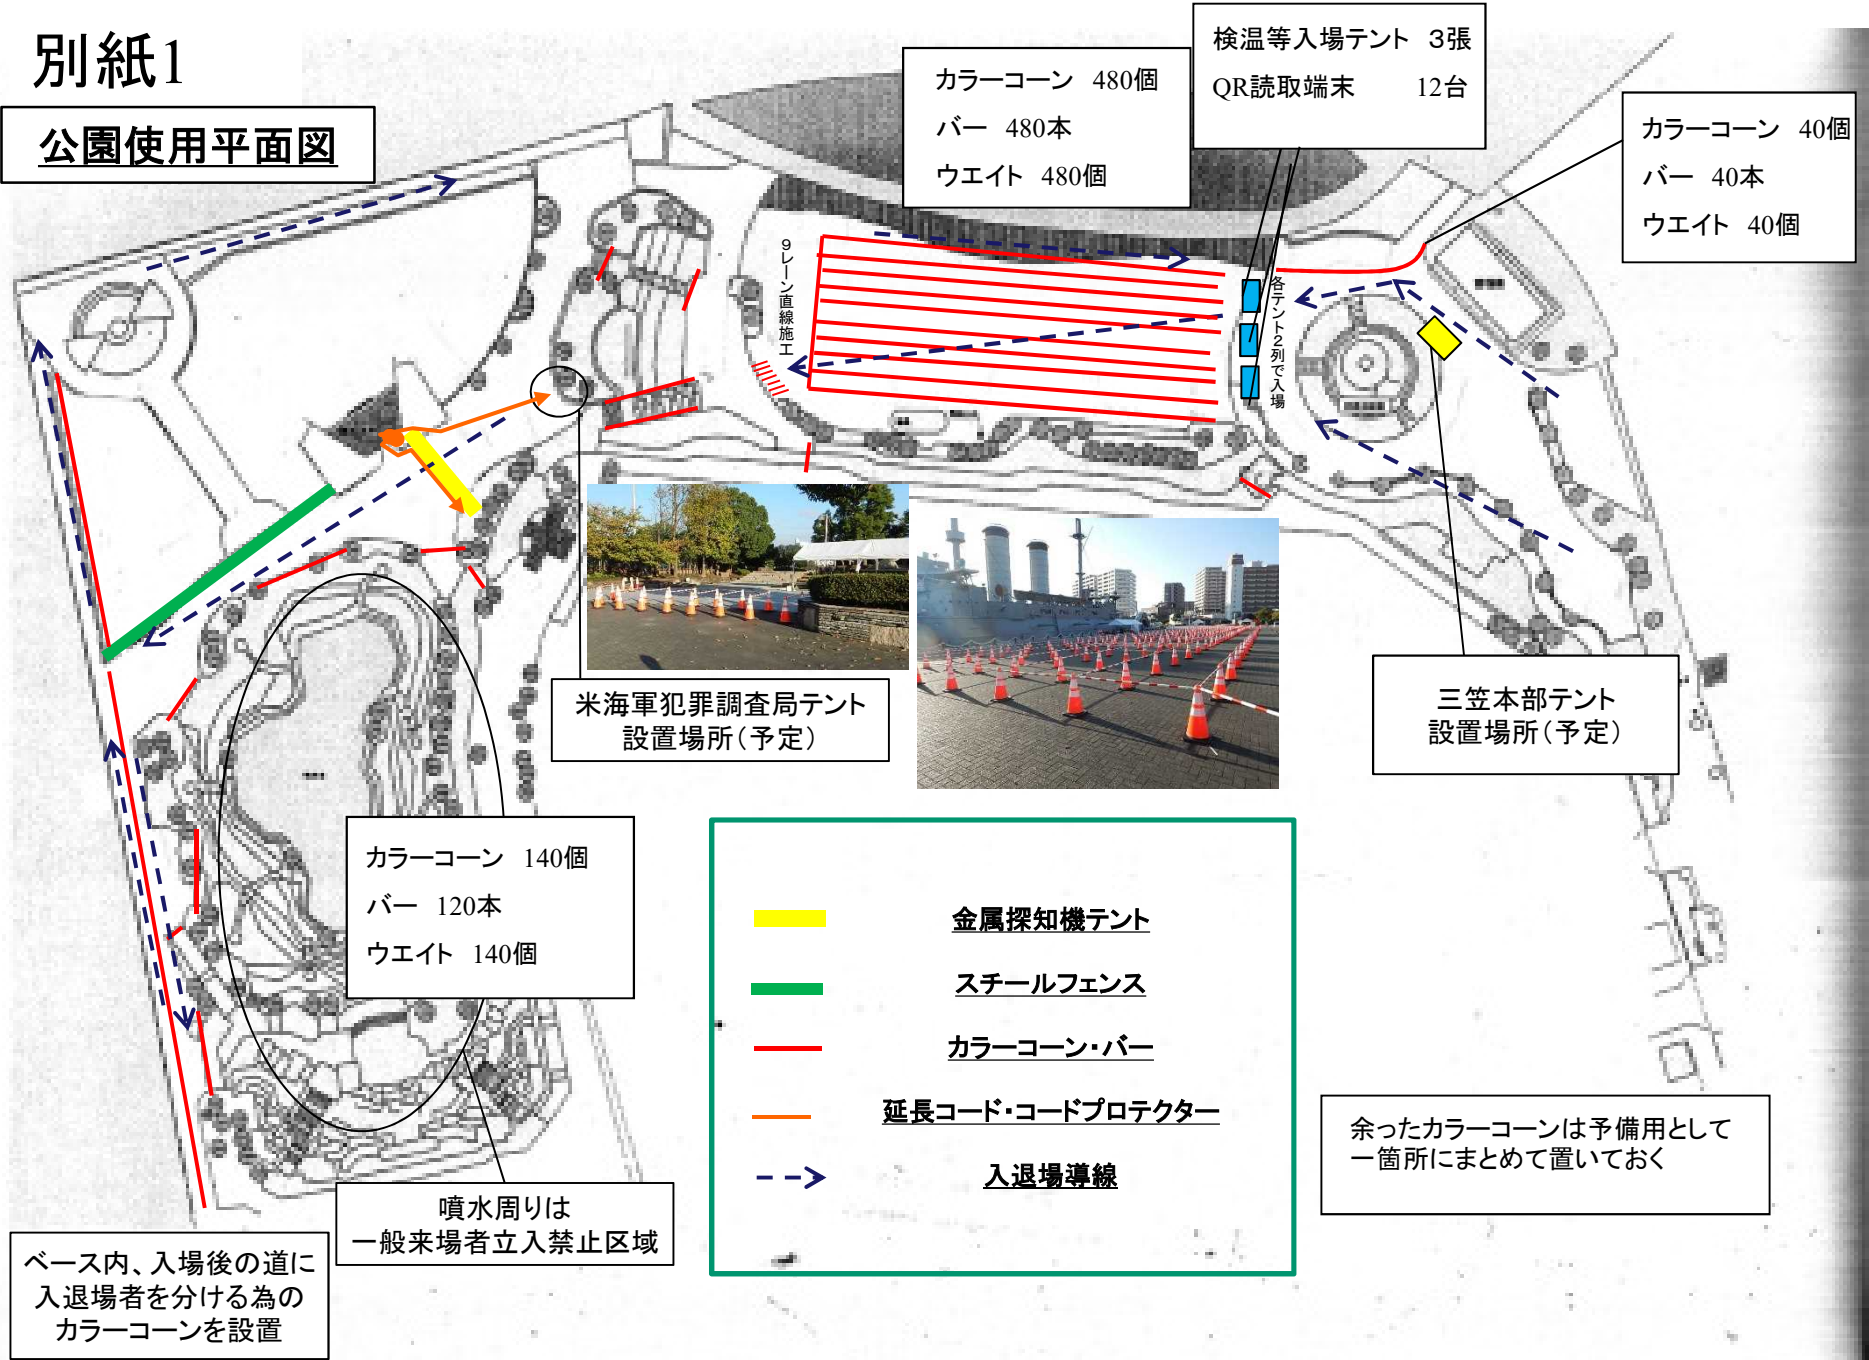 別紙1
公園使用平面図
カラーコーン 480個
バー 480本
ウエイト 480個
検温等入場テント 3張
QR読取端末 12台
カラーコーン 40個
バー 40本
ウエイト 40個
9レーン直線施工
各テント2列で入場
米海軍犯罪調査局テント
設置場所(予定)
三笠本部テント
設置場所(予定)
カラーコーン 140個
バー 120本
ウエイト 140個
金属探知機テント
スチールフェンス
カラーコーン・バー
延長コード・コードプロテクター
入退場導線
余ったカラーコーンは予備用として
一箇所にまとめて置いておく
噴水周りは
一般来場者立入禁止区域
ベース内、入場後の道に
入退場者を分ける為の
カラーコーンを設置